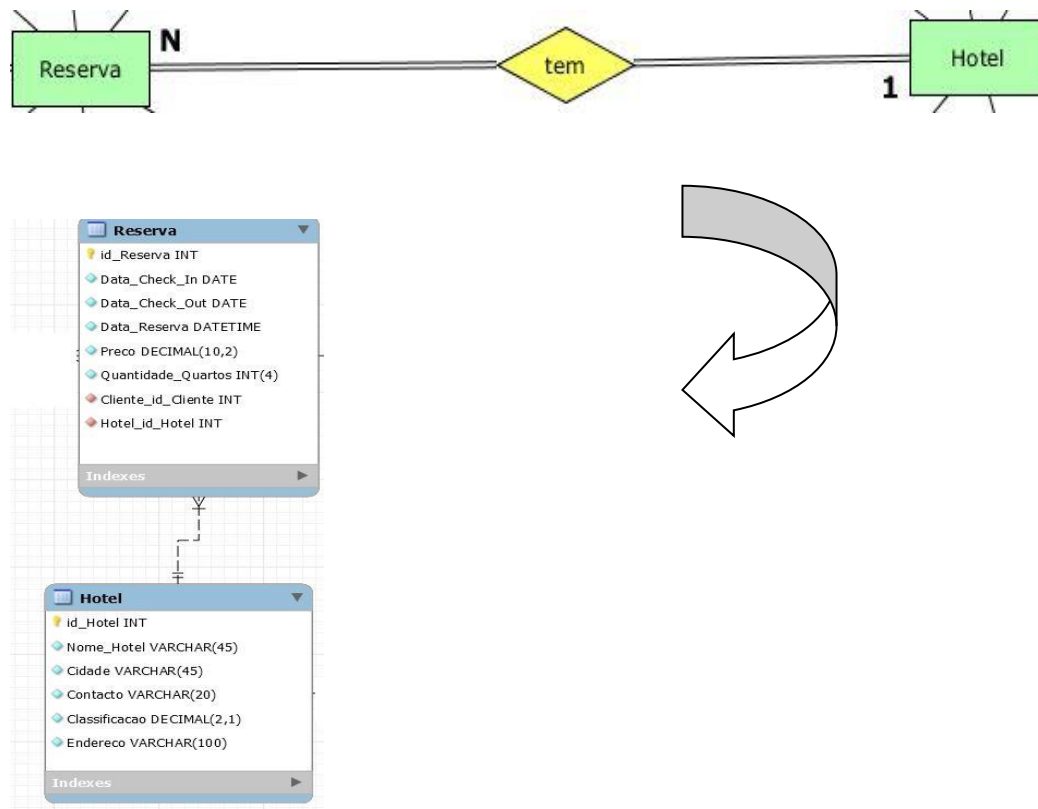 N
Reserva
tem
Hotel
1
Reserva
id_Reserva INT
Data_Check_In DATE
Data_Check_Out DATE
Data_Reserva DATETIME
Preco DECIMAL(10,2)
Quantidade_Quartos INT(4)
Cliente_id_Cliente INT
Hotel_id_Hotel INT
Indexes
Hotel
id_Hotel INT
Nome_Hotel VARCHAR(45)
Cidade VARCHAR(45)
Contacto VARCHAR(20)
Classificacao DECIMAL(2,1)
Endereco VARCHAR(100)
Indexes